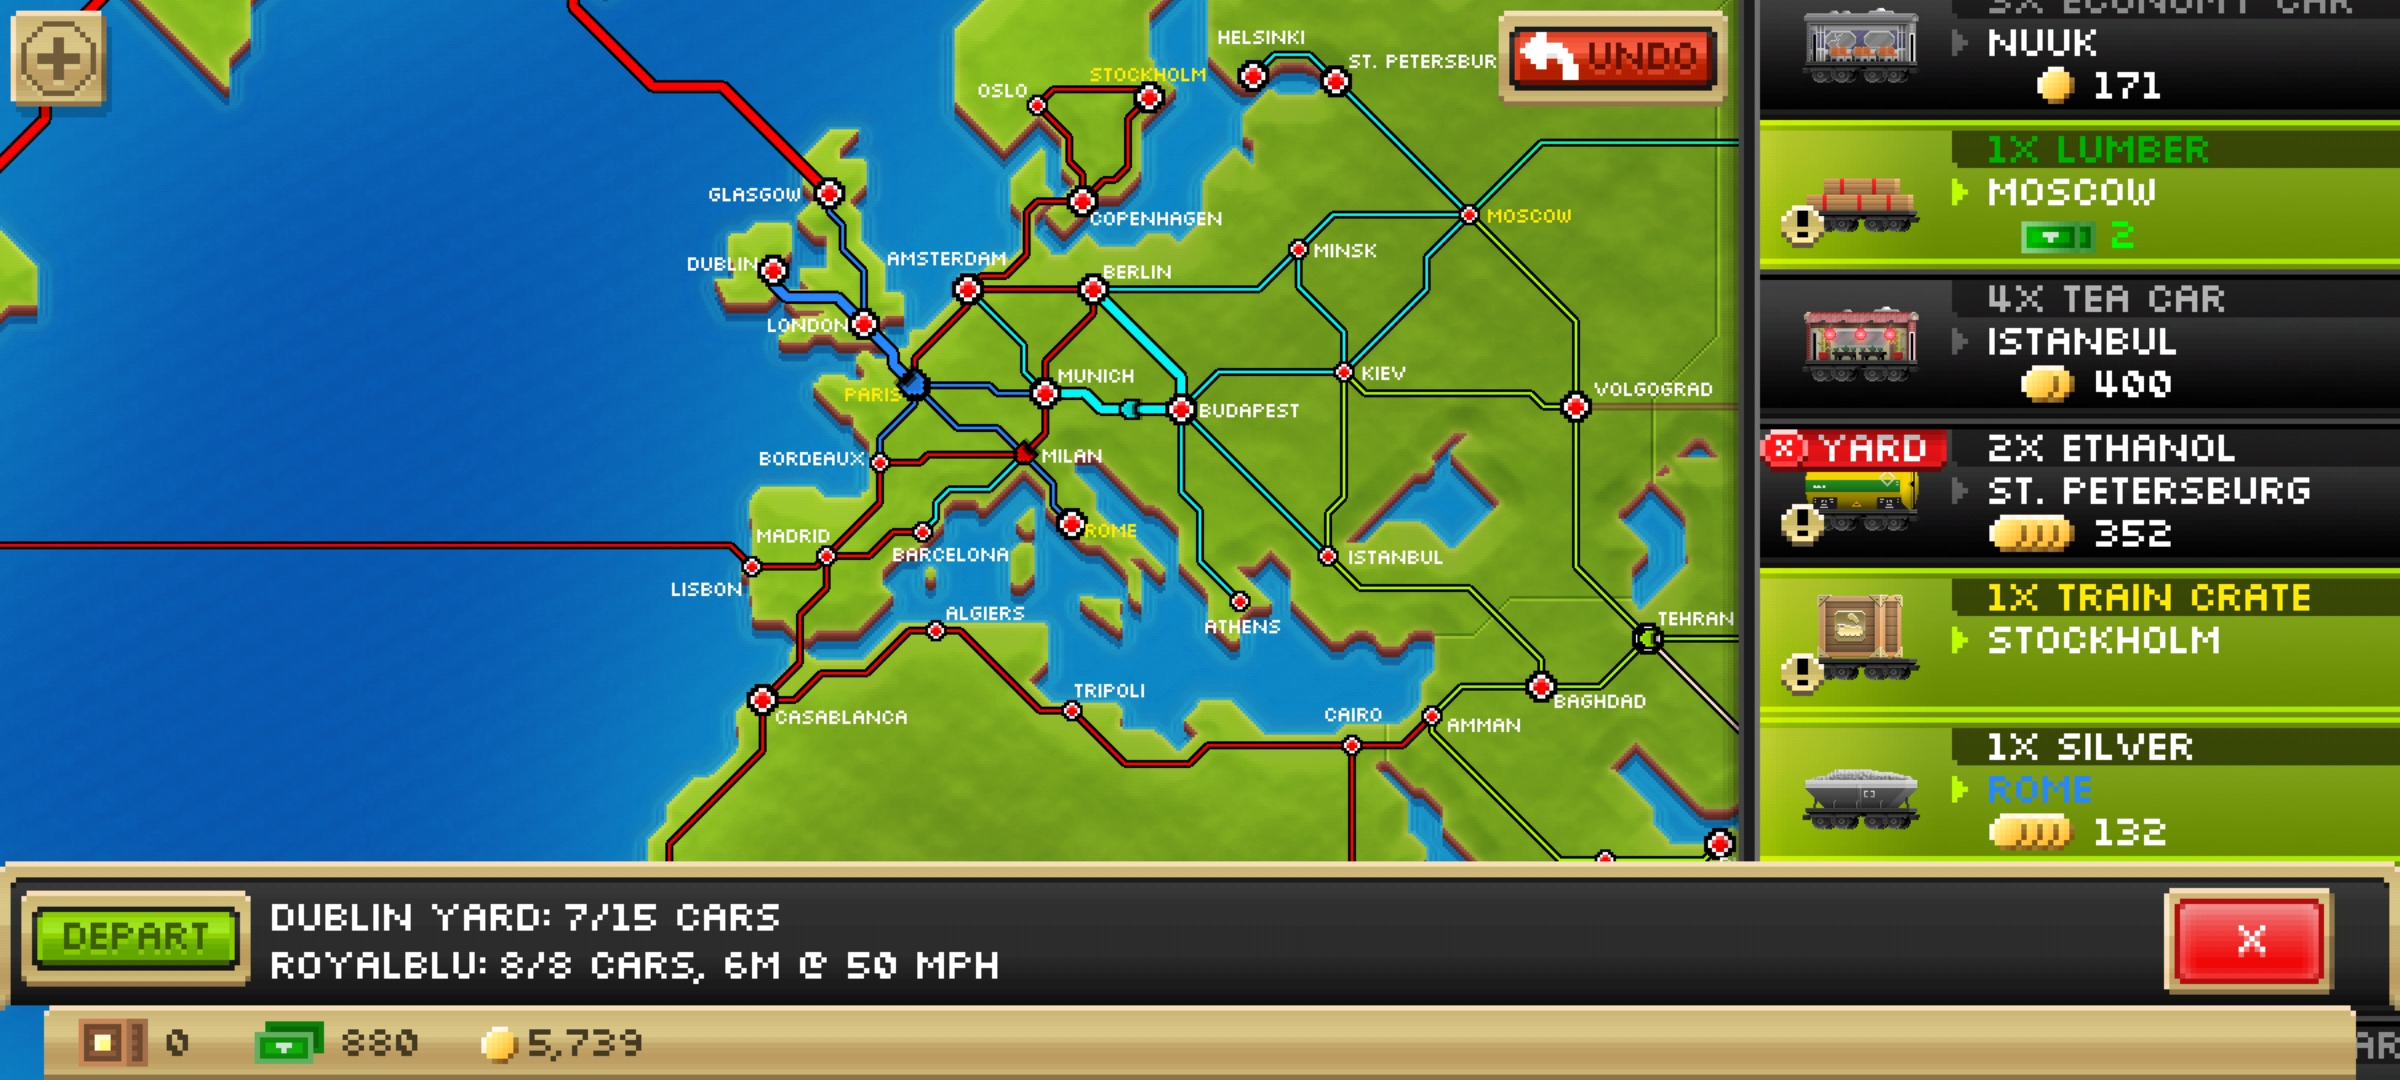 3X ECONOMY CAR
NUUK
171
1X LUMBER
MOSCOW
2
4X TEA CAR
ISTANBUL
400
YARD
2X ETHANOL
ST. PETERSBURG
352
1X TRAIN CRATE
STOCKHOLM
1X SILVER
ROME
132
UNDO
HELSINKI
ST. PETERSBUR
STOCKHOLM
OSLO
GLASGOW
COPENHAGEN
MOSCOW
MINSK
DUBLIN
AMSTERDAM
BERLIN
LONDON
PARIS
MUNICH
KIEV
VOLGOGRAD
BUDAPEST
BORDEAUX
MILAN
MADRID
BARCELONA
ROME
ISTANBUL
LISBON
ALGIERS
ATHENS
TEHRAN
CASABLANCA
TRIPOLI
CAIRO
AMMAN
BAGHDAD
DEPART
DUBLIN YARD: 7/15 CARS
ROYALBLU: 8/8 CARS, 6M @ 50 MPH
X
0
880
5,739
AR